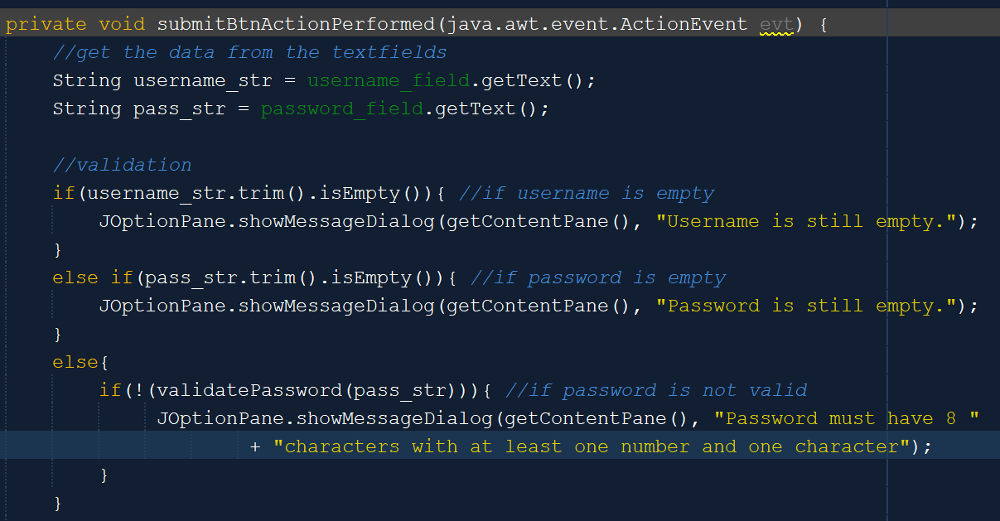 private void submitBtnActionPerformed(java.awt.event.ActionEvent evt) {
//get the data from the textfields
String username_str = username_field.getText();
String pass_str = password_field.getText();
//validation
if(username_str.trim().isEmpty()){ //if username is empty
JOptionPane.showMessageDialog(getContentPane(), "Username is still empty.");
}
else if(pass_str.trim().isEmpty()){ //if password is empty
JOptionPane.showMessageDialog(getContentPane(), "Password is still empty.");
}
else{
if(!(validatePassword(pass_str))){ //if password is not valid
JOptionPane.showMessageDialog(getContentPane(), "Password must have 8 "
+ "characters with at least one number and one character");
}
}